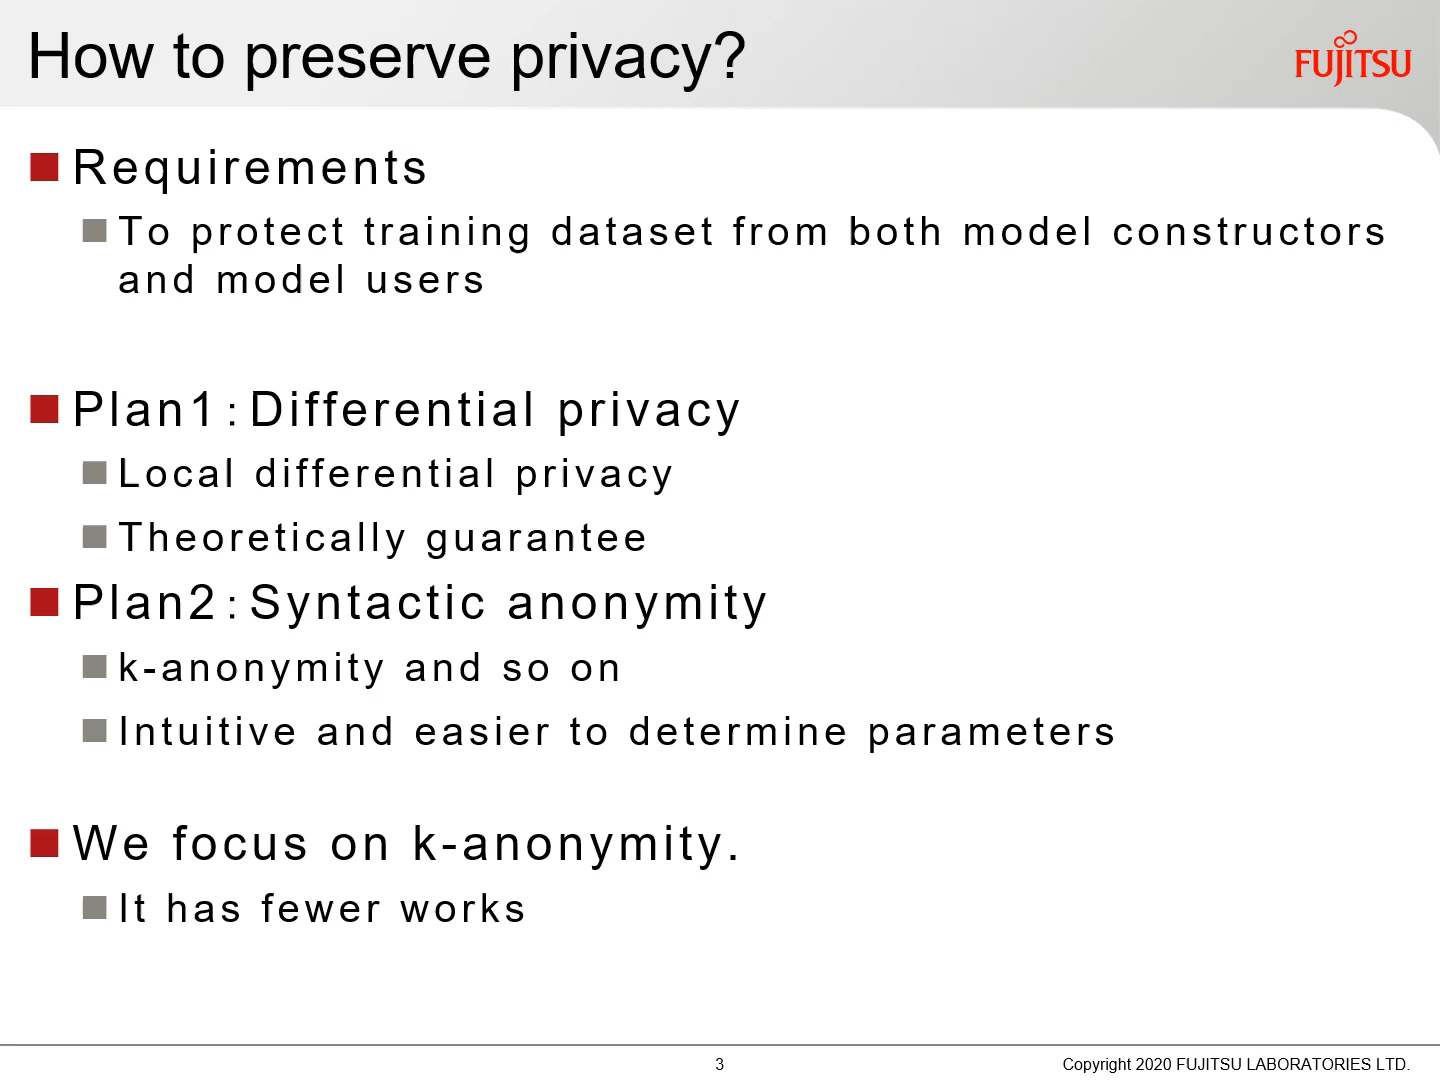 How to preserve privacy?
FUJITSU
Requirements
To protect training dataset from both model constructors
and model users
Plan1:Differential privacy
Local differential privacy
Theoretically guarantee
Plan2:Syntactic anonymity
k-anonymity and so on
Intuitive and easier to determine parameters
We focus on k-anonymity.
It has fewer works
3
Copyright 2020 FUJITSU LABORATORIES LTD.